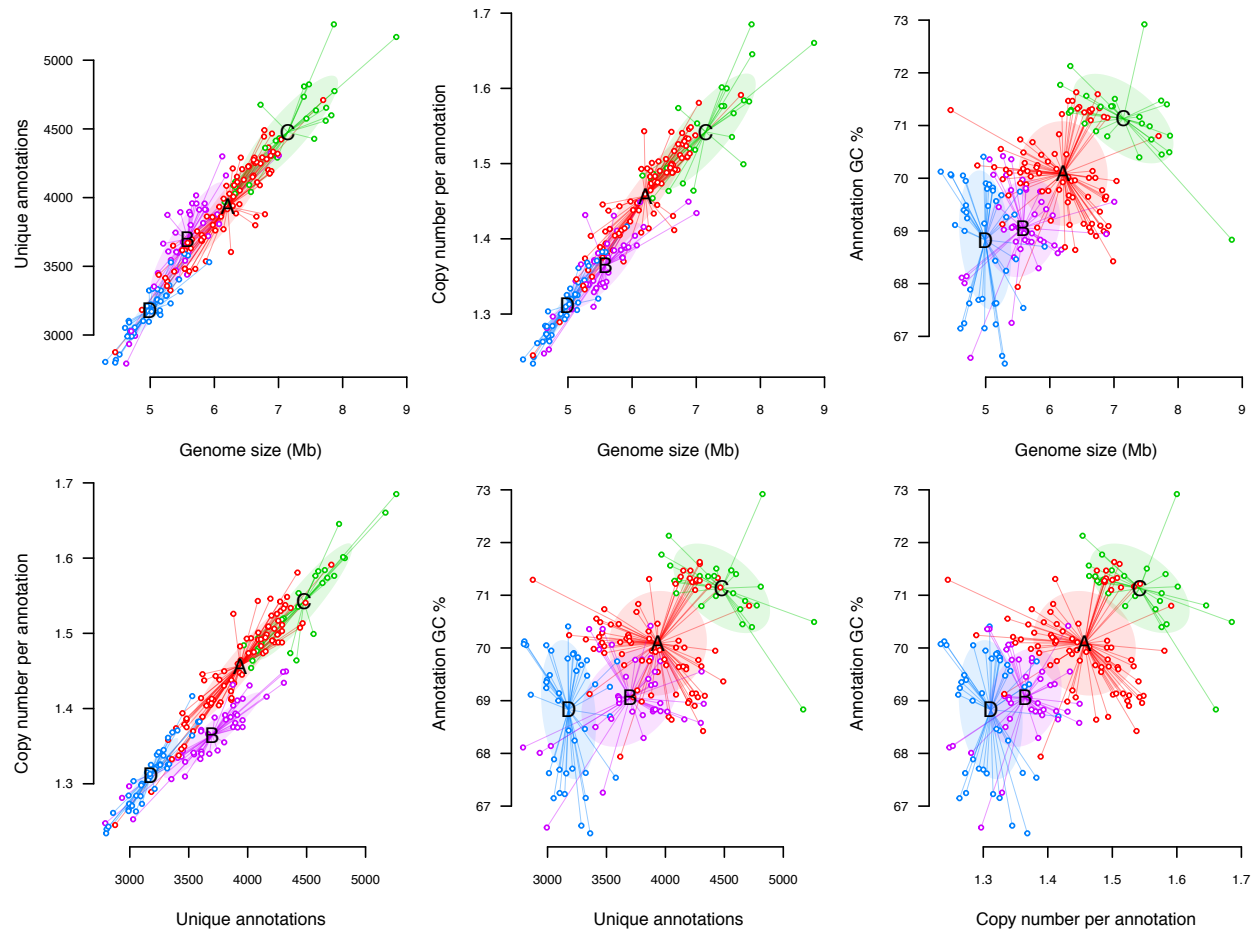 Unique annotations
5000
4500
4000
3500
3000
A
B
C
D
5 6 7 8 9
Genome size (Mb)
Copy number per annotation
1.7
1.6
1.5
1.4
1.3
A
B
C
D
5 6 7 8 9
Genome size (Mb)
Annotation GC %
73
72
71
70
69
68
67
A
B
C
D
5 6 7 8 9
Genome size (Mb)
Copy number per annotation
1.7
1.6
1.5
1.4
1.3
A
B
C
D
3000 3500 4000 4500 5000
Unique annotations
Annotation GC %
73
72
71
70
69
68
67
A
B
C
D
3000 3500 4000 4500 5000
Unique annotations
Annotation GC %
73
72
71
70
69
68
67
A
B
C
D
1.3 1.4 1.5 1.6 1.7
Copy number per annotation